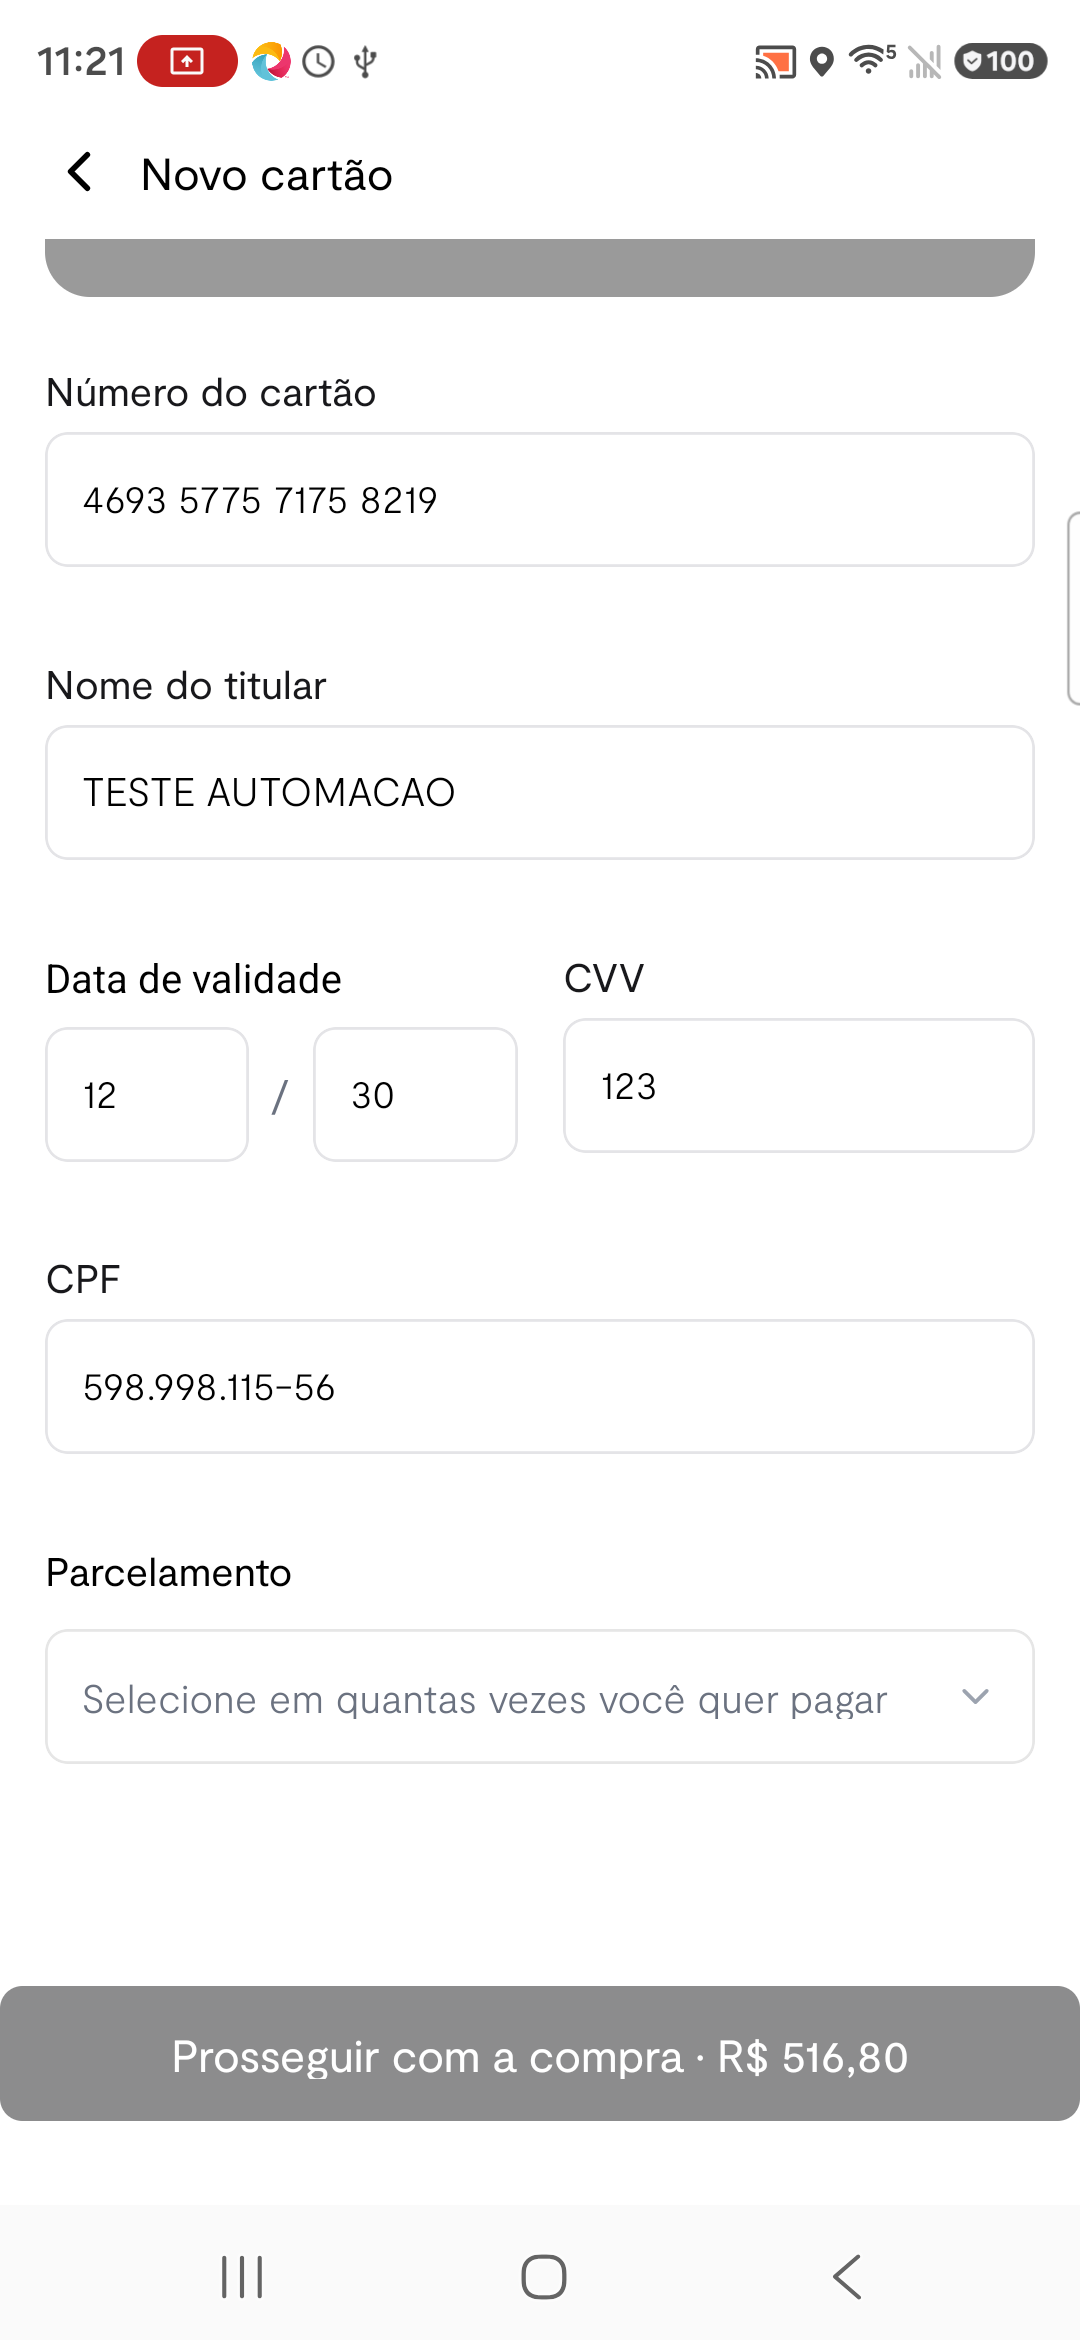 11:21
5
100
Novo cartão
Número do cartão
4693 5775 7175 8219
Nome do titular
TESTE AUTOMACAO
Data de validade
CVV
12 / 30
123
CPF
598.998.115-56
Parcelamento
Selecione em quantas vezes você quer pagar
Prosseguir com a compra · R$ 516,80